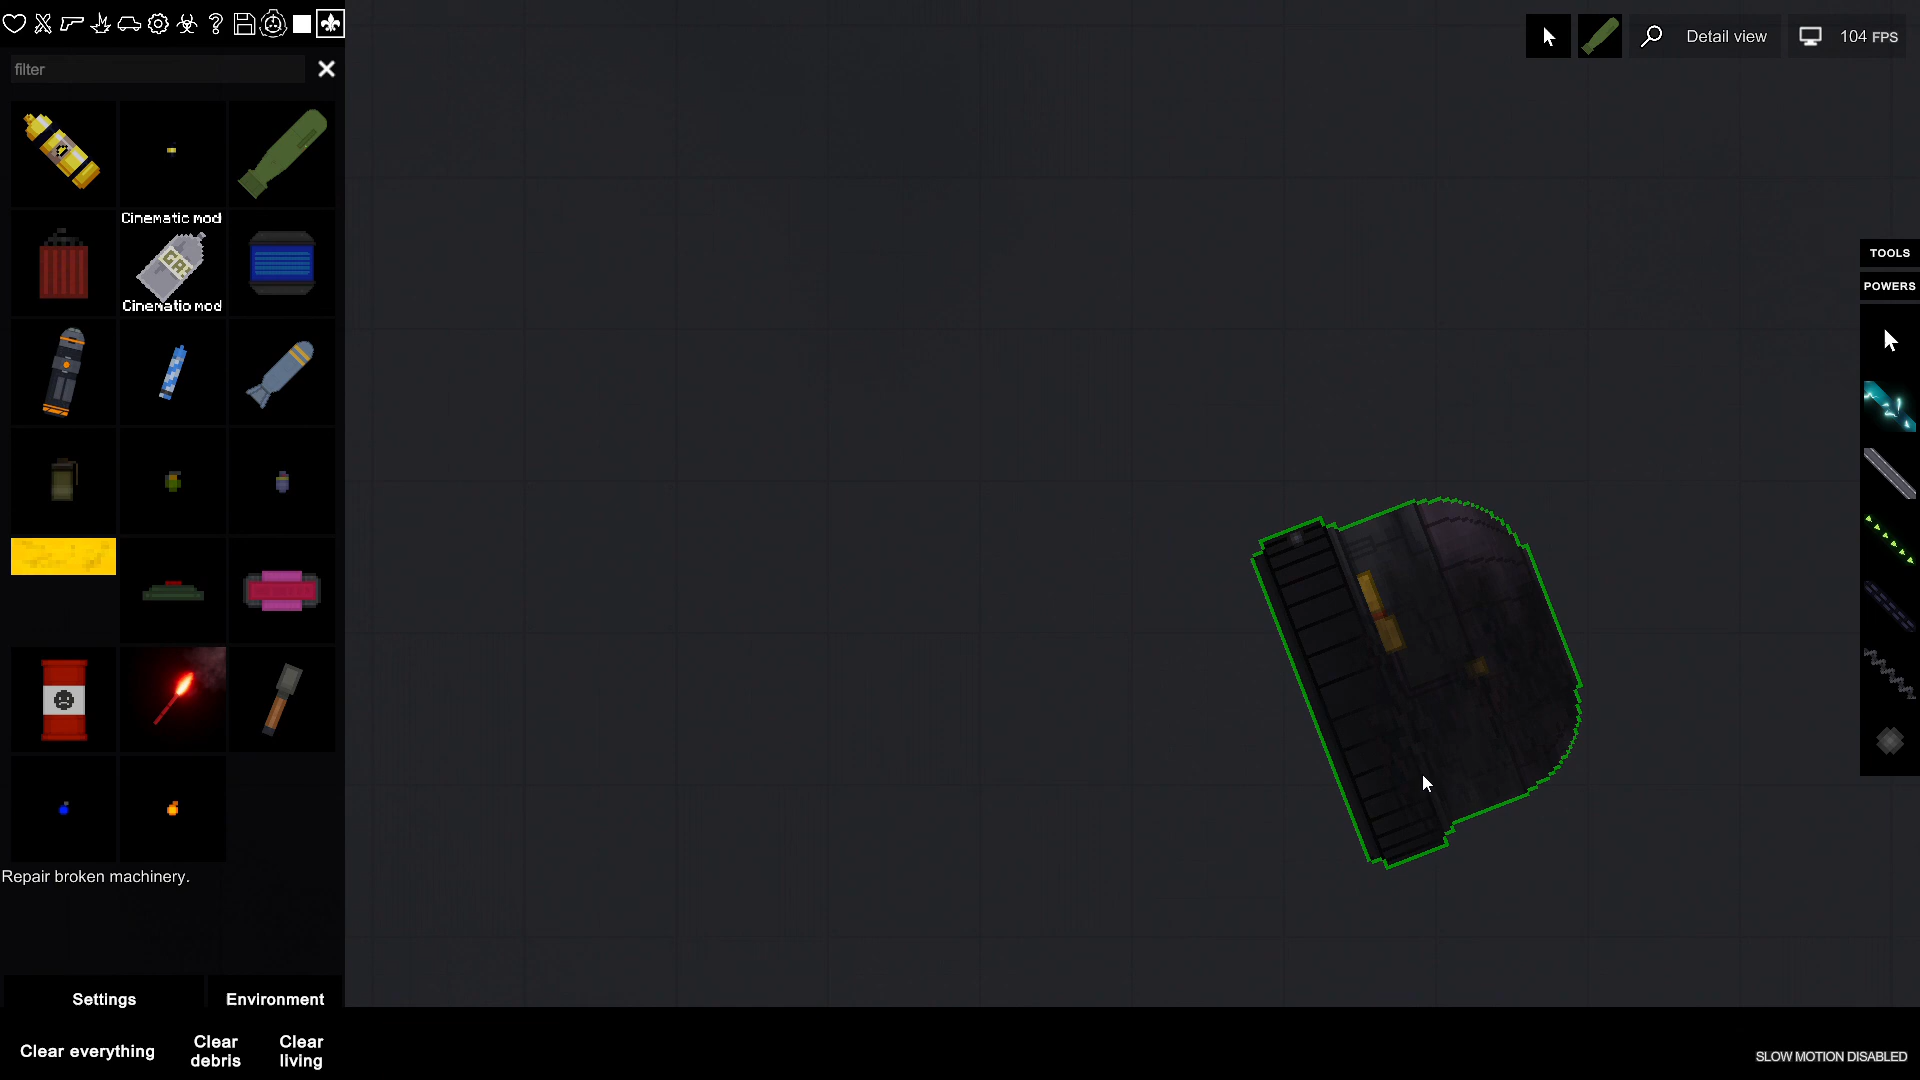 filter
Cinematic mod
Cinematic mod
Repair broken machinery.
Settings
Environment
Clear everything
Clear debris
Clear living
Detail view
104 FPS
TOOLS
POWERS
SLOW MOTION DISABLED